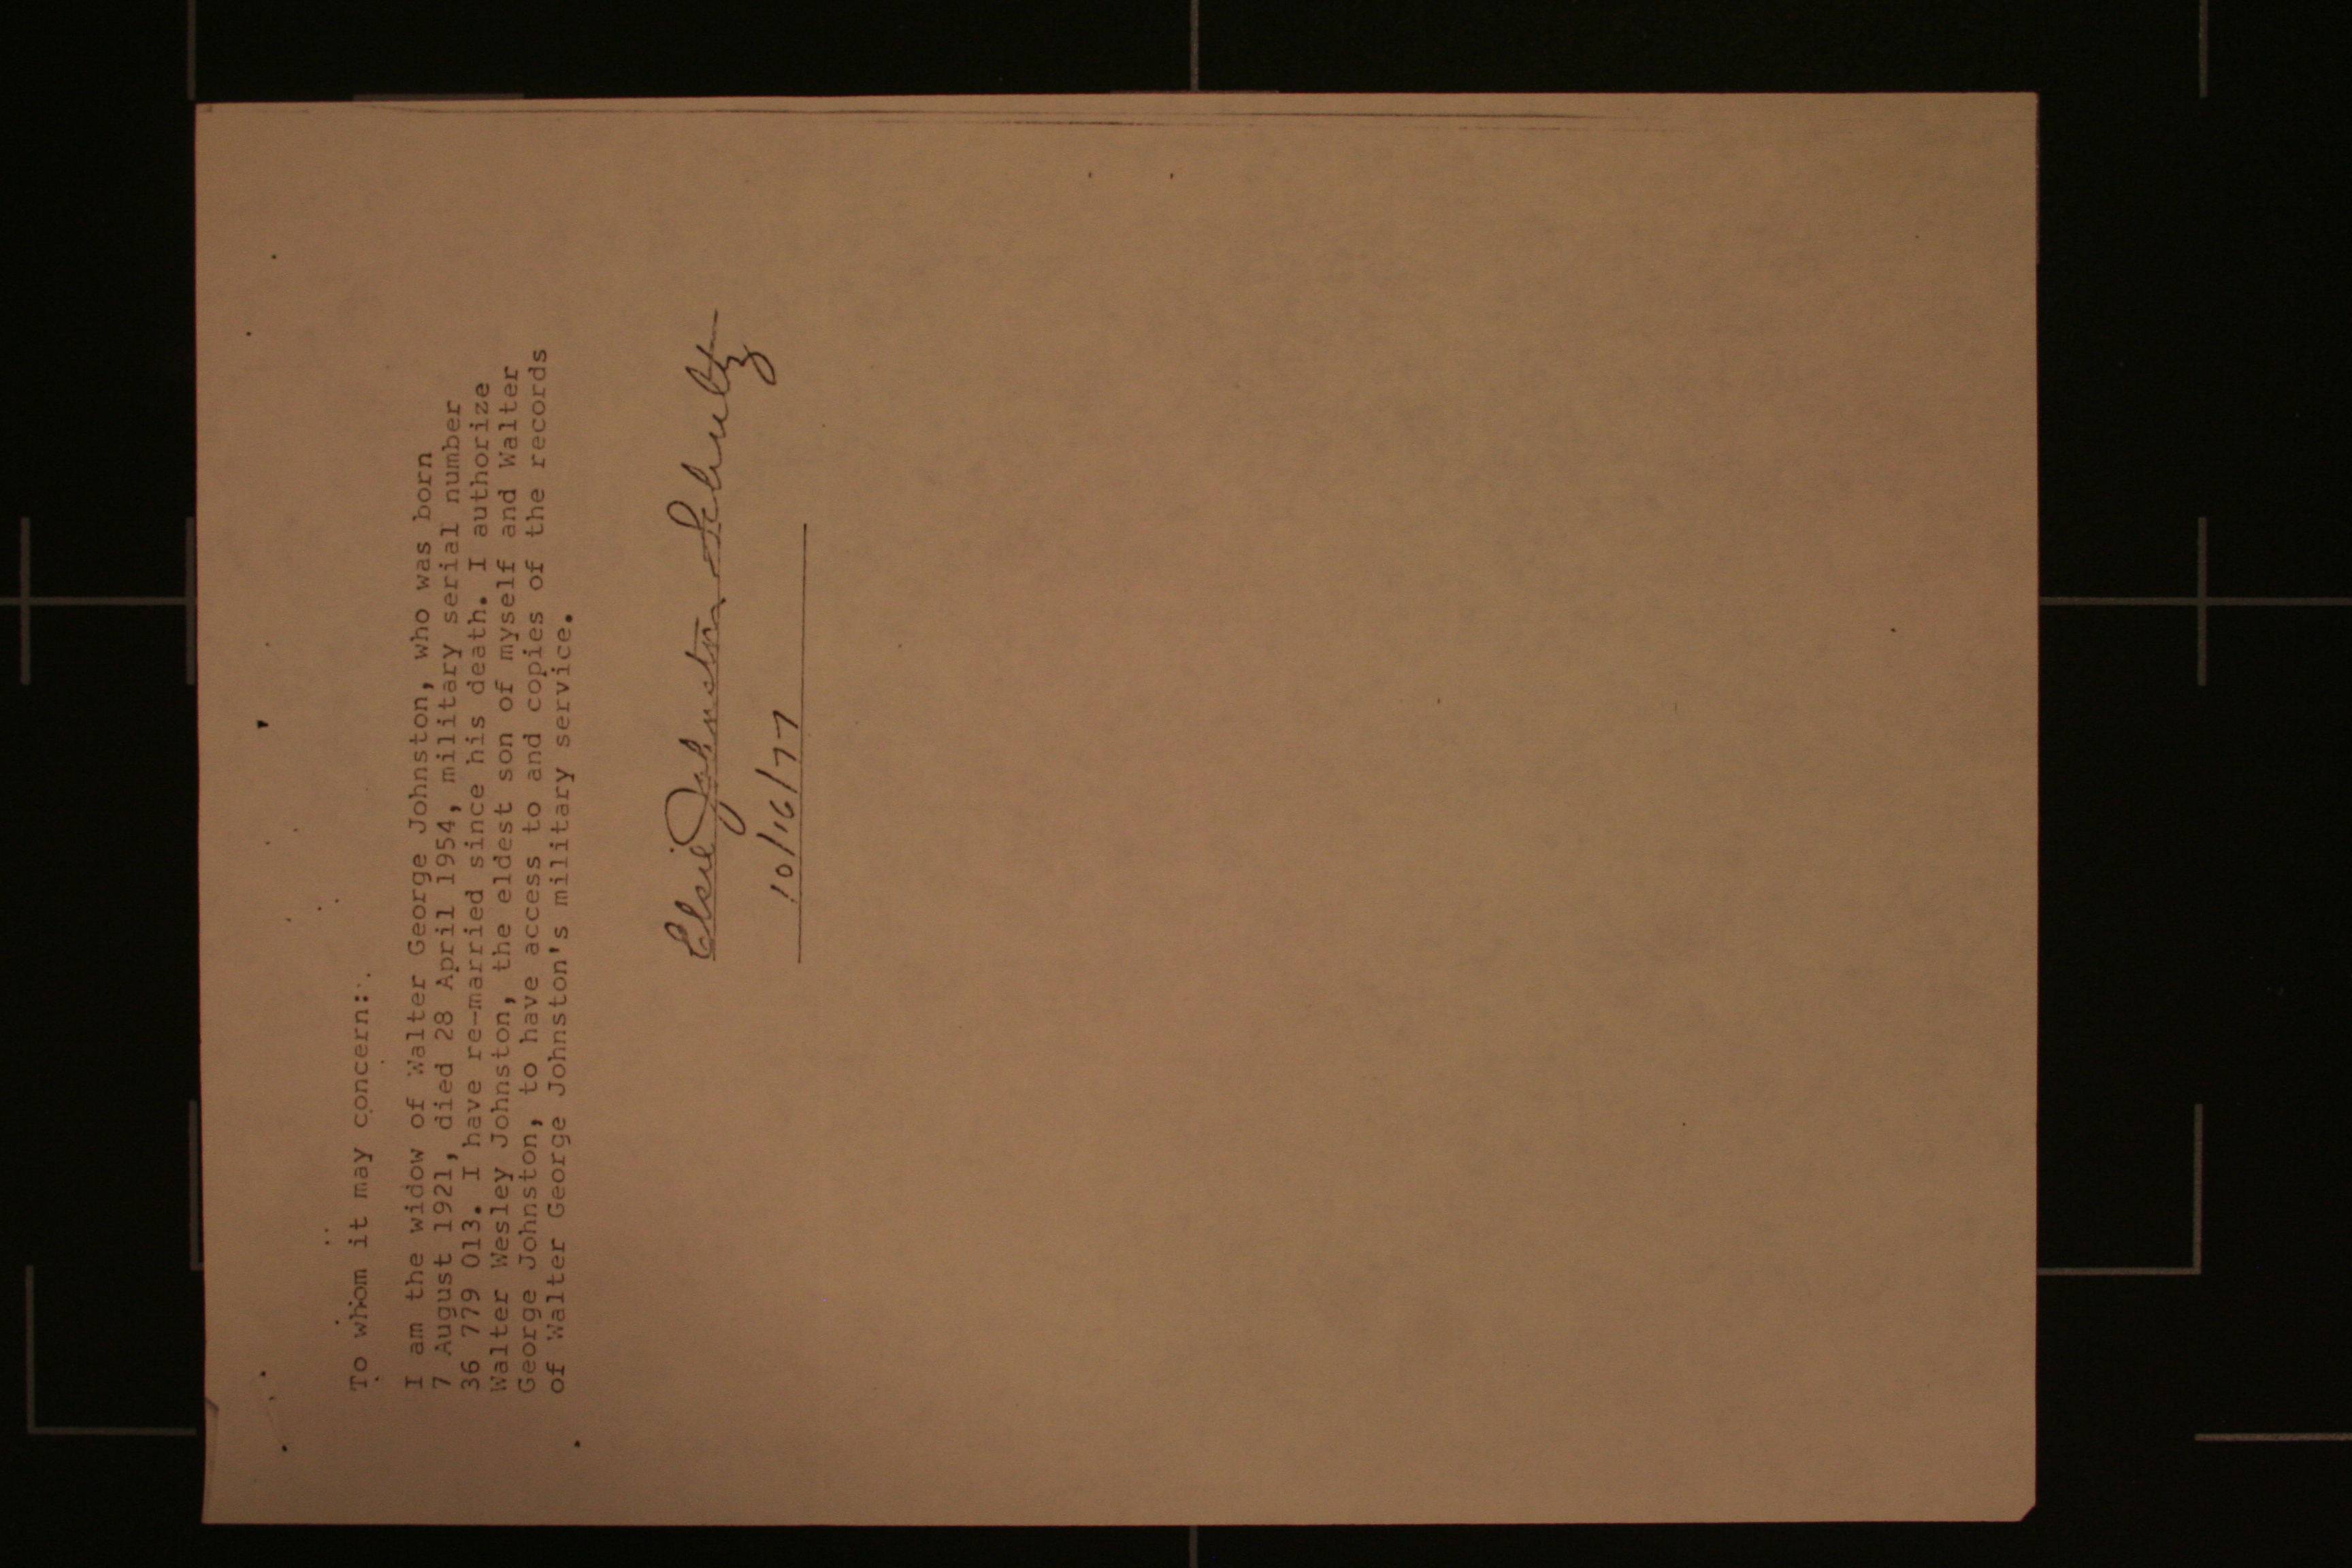 To whom it may concern:
I am the widow of Walter George Johnston, who was born
7 August 1921, died 28 April 1954, military serial number
36 779 013. I have re-married since his death. I authorize
Walter Wesley Johnston, the eldest son of myself and Walter
George Johnston, to have access to and copies of the records
of Walter George Johnston's military service.
Elsie Johnston Schultz
10/16/77